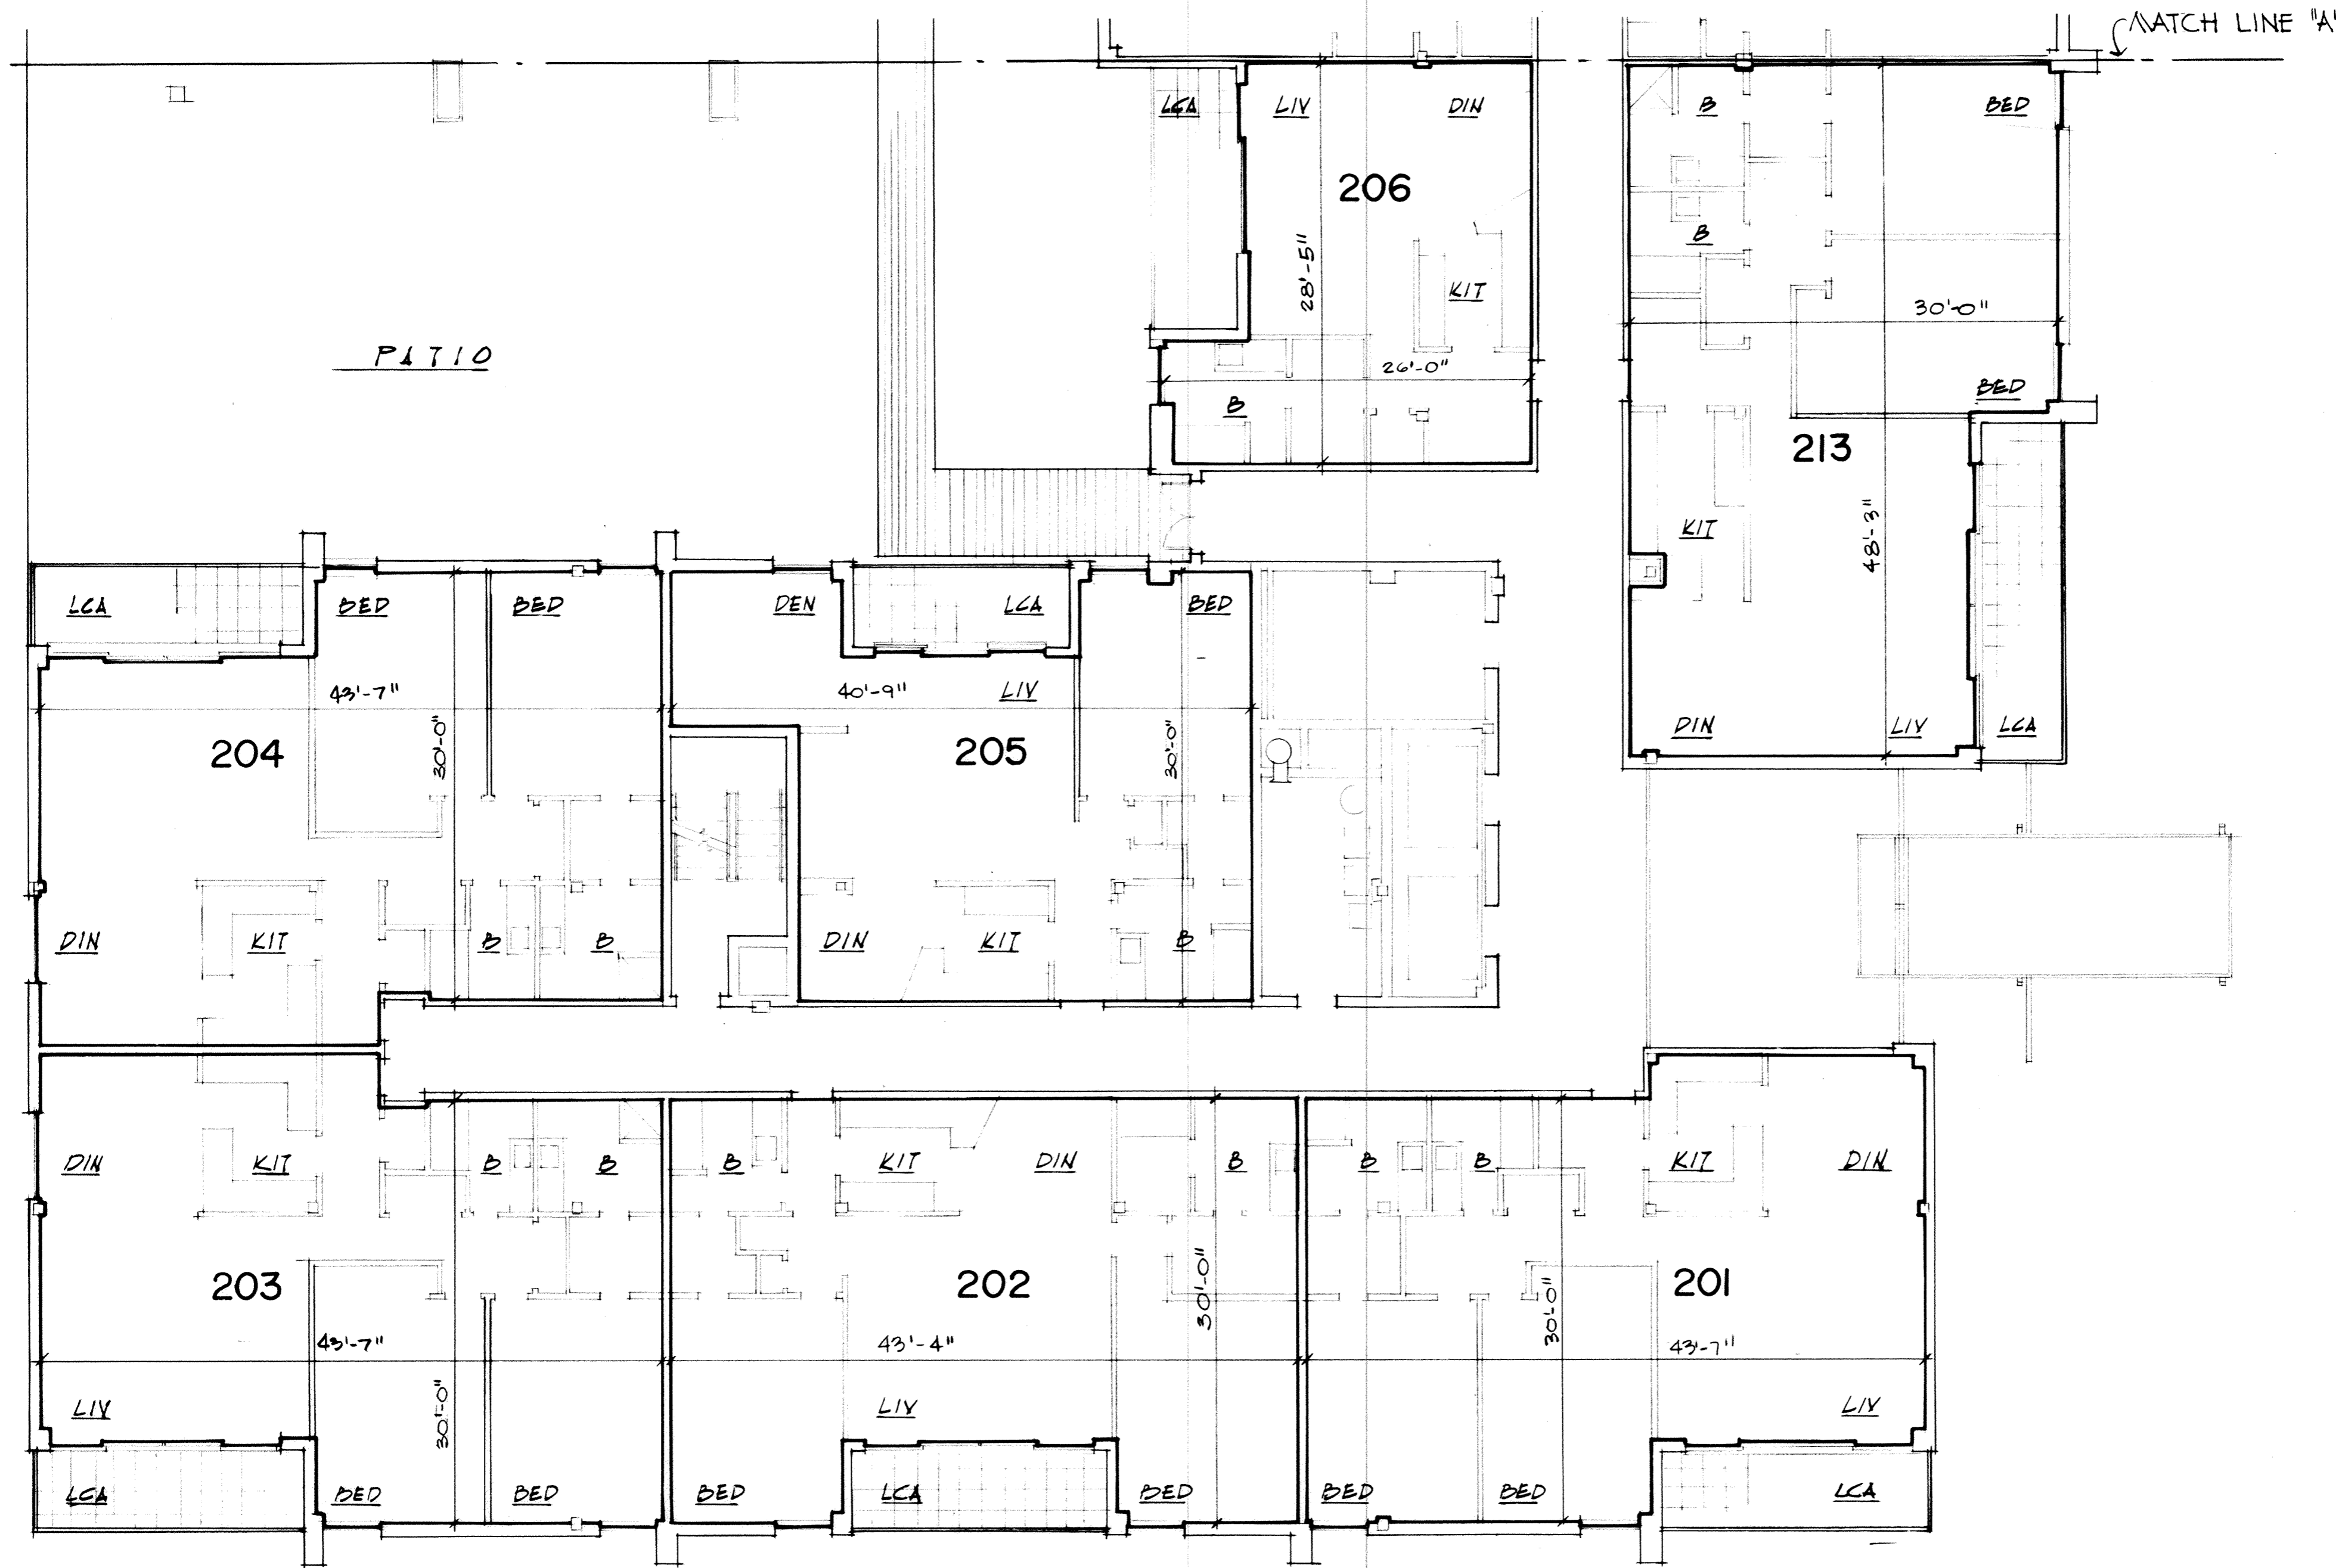 MATCH LINE "A"
LCA
LIV
DIN
B
BED
206
28'-5"
B
KIT
30'-0"
PATIO
26'-0"
BED
B
213
48'-3"
KIT
LCA
BED
BED
DEN
LCA
BED
43'-7"
40'-9"
LIV
204
30'-0"
205
30'-0"
DIN
LIV
LCA
DIN
KIT
B
B
DIN
KIT
B
DIN
KIT
B
B
B
KIT
DIN
B
B
B
KIT
DIN
203
202
30'-0"
201
30'-0"
43'-7"
43'-4"
43'-7"
LIV
30'-0"
LIV
LIV
LCA
BED
BED
BED
LCA
BED
BED
BED
LCA